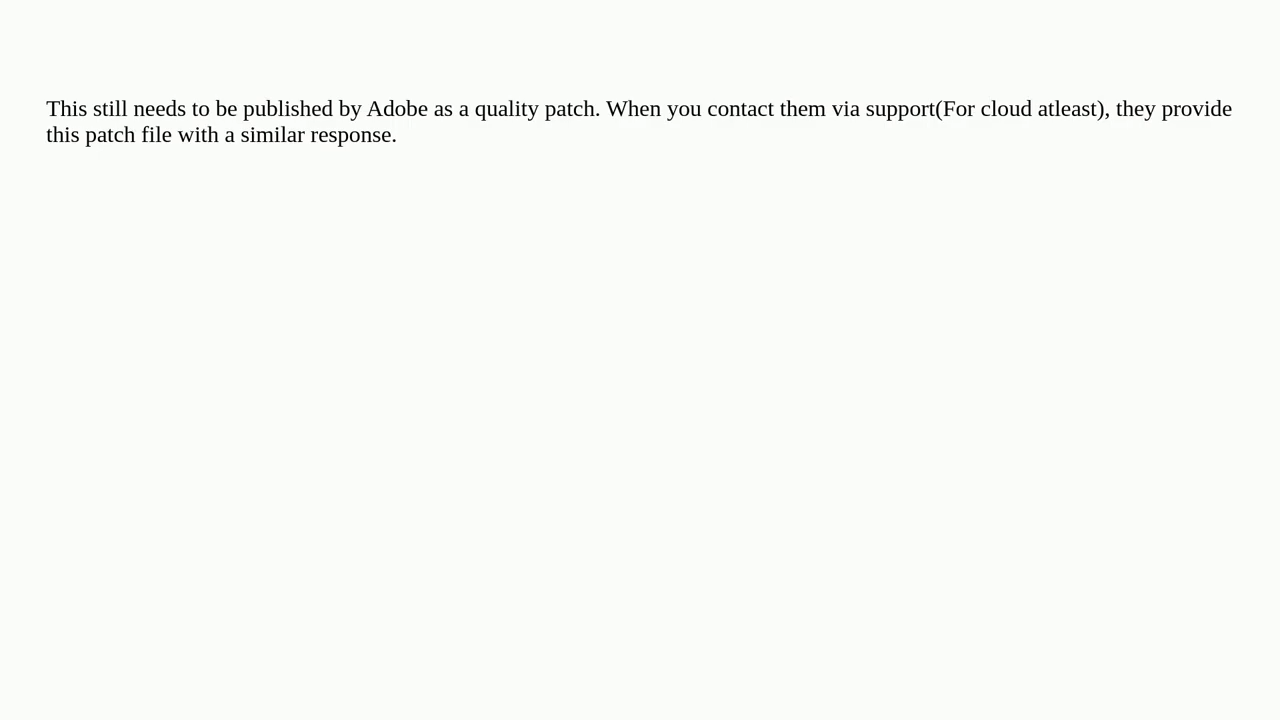 This still needs to be published by Adobe as a quality patch. When you contact them via support(For cloud atleast), they provide
this patch file with a similar response.